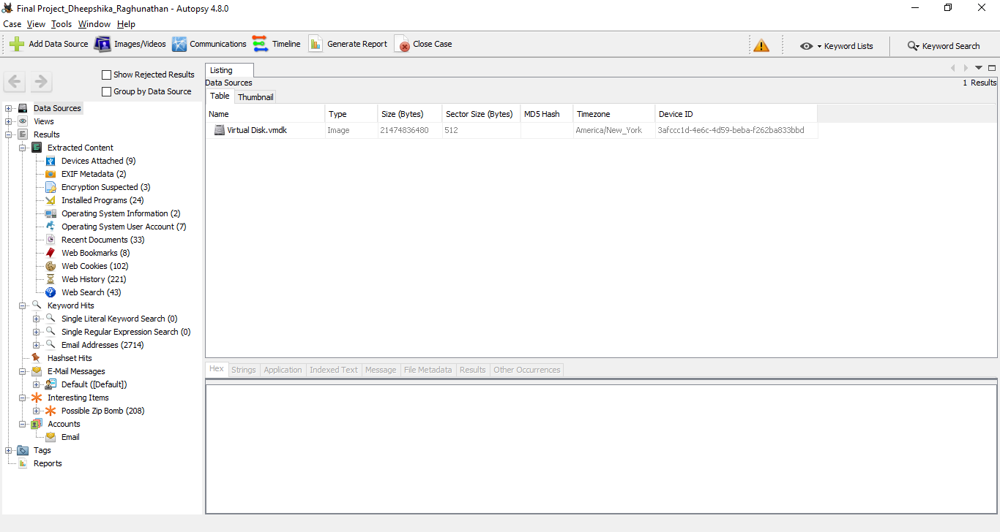 Final Project_Dheepshika_Raghunathan - Autopsy 4.8.0
Case View Tools Window Help
Add Data Source Images/Videos Communications Timeline Generate Report Close Case Keyword Lists Keyword Search
Show Rejected Results
Group by Data Source
Data Sources
Views
Results
Extracted Content
Devices Attached (9)
EXIF Metadata (2)
Encryption Suspected (3)
Installed Programs (24)
Operating System Information (2)
Operating System User Account (7)
Recent Documents (33)
Web Bookmarks (8)
Web Cookies (102)
Web History (221)
Web Search (43)
Keyword Hits
Single Literal Keyword Search (0)
Single Regular Expression Search (0)
Email Addresses (2714)
Hashset Hits
E-Mail Messages
Default ([Default])
Interesting Items
Possible Zip Bomb (208)
Accounts
Email
Tags
Reports
Listing
Data Sources 1 Results
Table Thumbnail
Name Type Size (Bytes) Sector Size (Bytes) MD5 Hash Timezone Device ID
Virtual Disk.vmdk Image 21474836480 512 America/New_York 3afccc1d-4e6c-4d59-beba-f262ba833bbd
Hex Strings Application Indexed Text Message File Metadata Results Other Occurrences